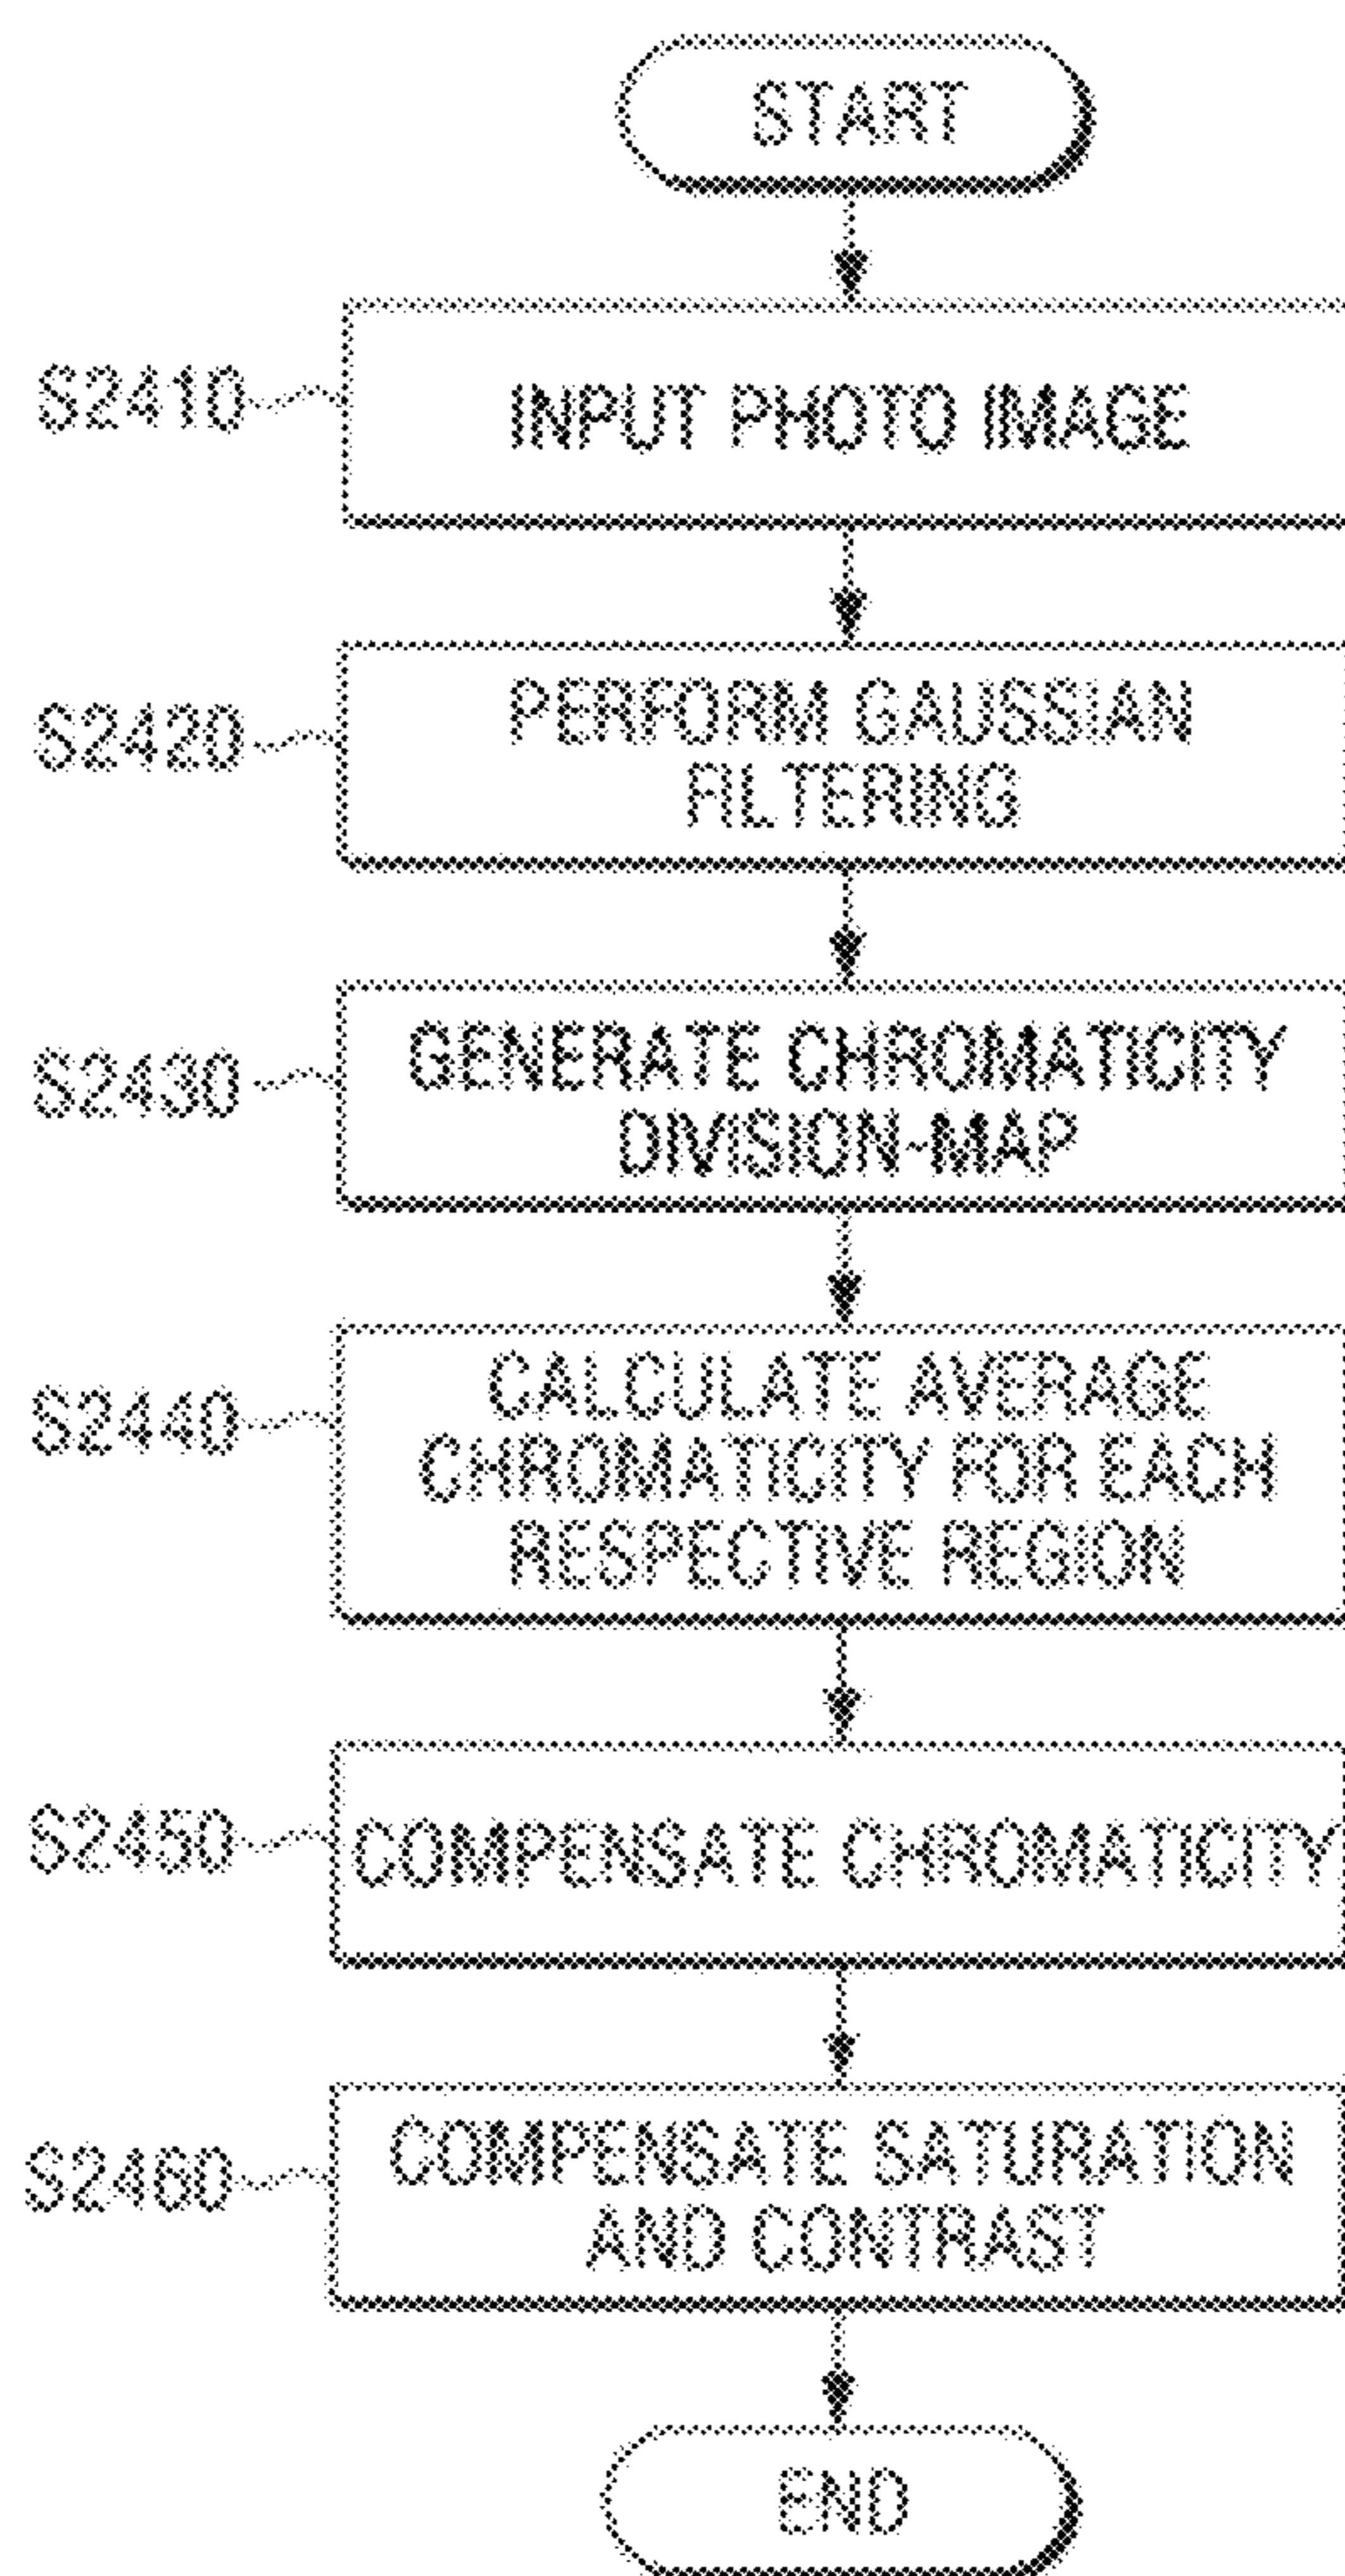 START
S2410
INPUT PHOTO IMAGE
S2420
PERFORM GAUSSIAN
FILTERING
S2430
GENERATE CHROMATICITY
DIVISION-MAP
S2440
CALCULATE AVERAGE
CHROMATICITY FOR EACH
RESPECTIVE REGION
S2450
COMPENSATE CHROMATICITY
S2460
COMPENSATE SATURATION
AND CONTRAST
END